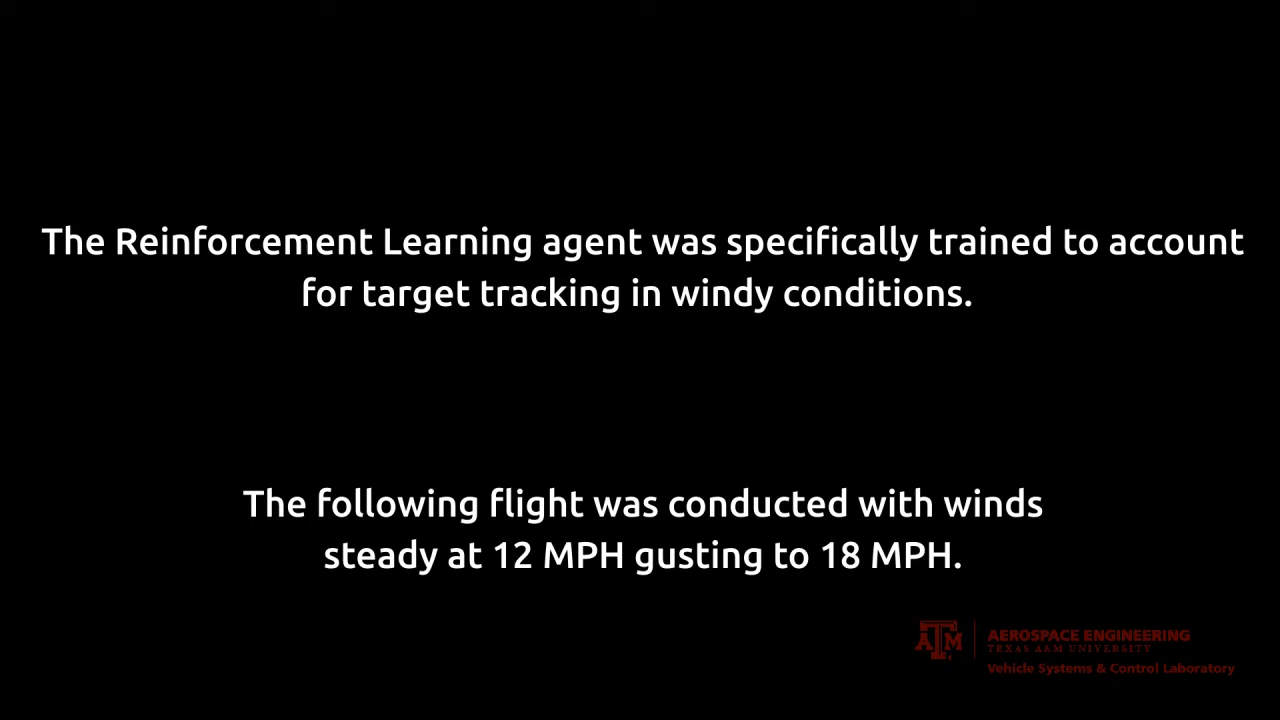 The Reinforcement Learning agent was specifically trained to account
for target tracking in windy conditions.
The following flight was conducted with winds
steady at 12 MPH gusting to 18 MPH.
ATM
AEROSPACE ENGINEERING
TEXAS A&M UNIVERSITY
Vehicle Systems & Control Laboratory